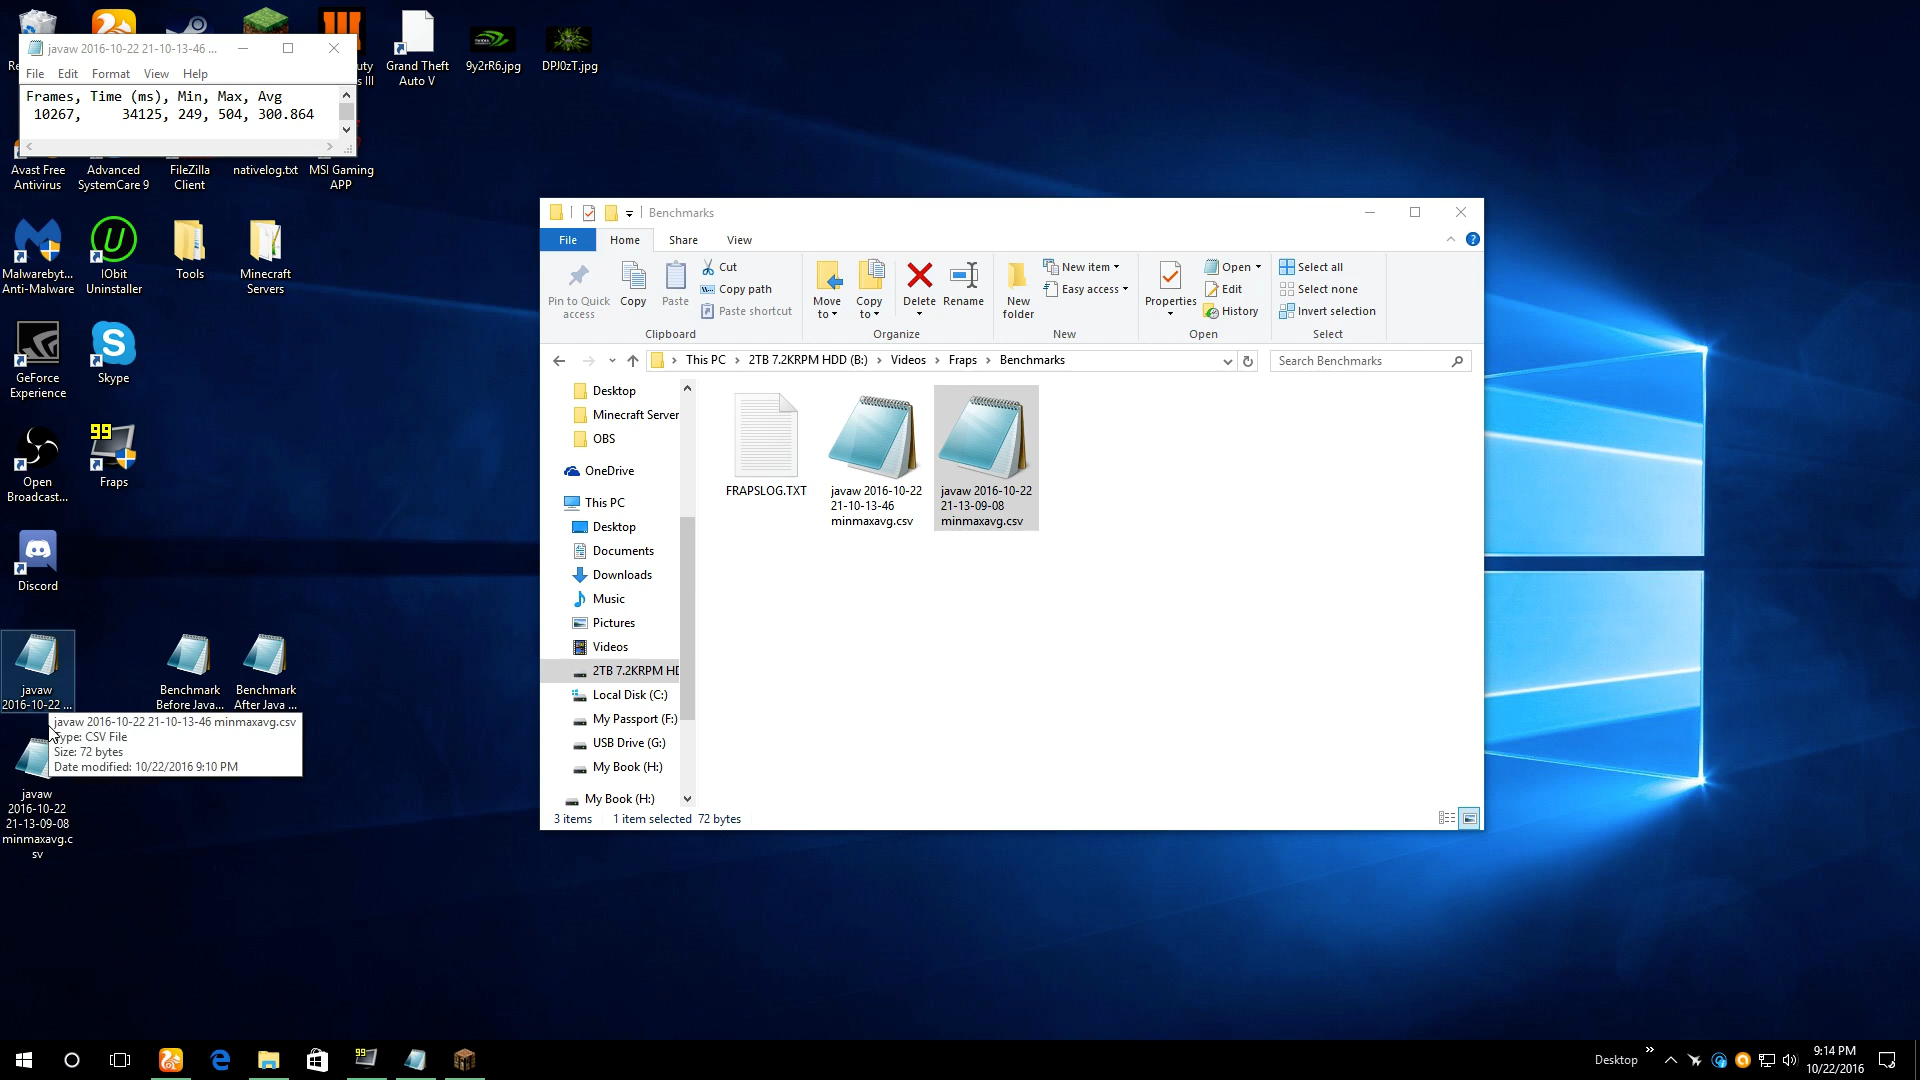 javaw 2016-10-22 21-10-13-46 ...
File Edit Format View Help
Frames, Time (ms), Min, Max, Avg
10267, 34125, 249, 504, 300.864
uty
s III
Grand Theft
Auto V
9y2rR6.jpg
DPJ0zT.jpg
Avast Free
Antivirus
Advanced
SystemCare 9
FileZilla
Client
nativelog.txt
MSI Gaming
APP
Malwarebyt...
Anti-Malware
IObit
Uninstaller
Tools
Minecraft
Servers
GeForce
Experience
Skype
Open
Broadcast...
99
Fraps
Discord
javaw
2016-10-22 ...
Benchmark
Before Java...
Benchmark
After Java ...
javaw 2016-10-22 21-10-13-46 minmaxavg.csv
Type: CSV File
Size: 72 bytes
Date modified: 10/22/2016 9:10 PM
javaw
2016-10-22
21-13-09-08
minmaxavg.c
sv
Benchmarks
File Home Share View
Pin to Quick
access
Copy
Paste
Cut
Copy path
Paste shortcut
Clipboard
Move
to
Copy
to
Delete
Rename
Organize
New
folder
New item
Easy access
New
Properties
Open
Edit
History
Open
Select all
Select none
Invert selection
Select
This PC > 2TB 7.2KRPM HDD (B:) > Videos > Fraps > Benchmarks
Search Benchmarks
Desktop
Minecraft Server
OBS
OneDrive
This PC
Desktop
Documents
Downloads
Music
Pictures
Videos
2TB 7.2KRPM HD
Local Disk (C:)
My Passport (F:)
USB Drive (G:)
My Book (H:)
My Book (H:)
FRAPSLOG.TXT
javaw 2016-10-22
21-10-13-46
minmaxavg.csv
javaw 2016-10-22
21-13-09-08
minmaxavg.csv
3 items 1 item selected 72 bytes
99
Desktop
9:14 PM
10/22/2016